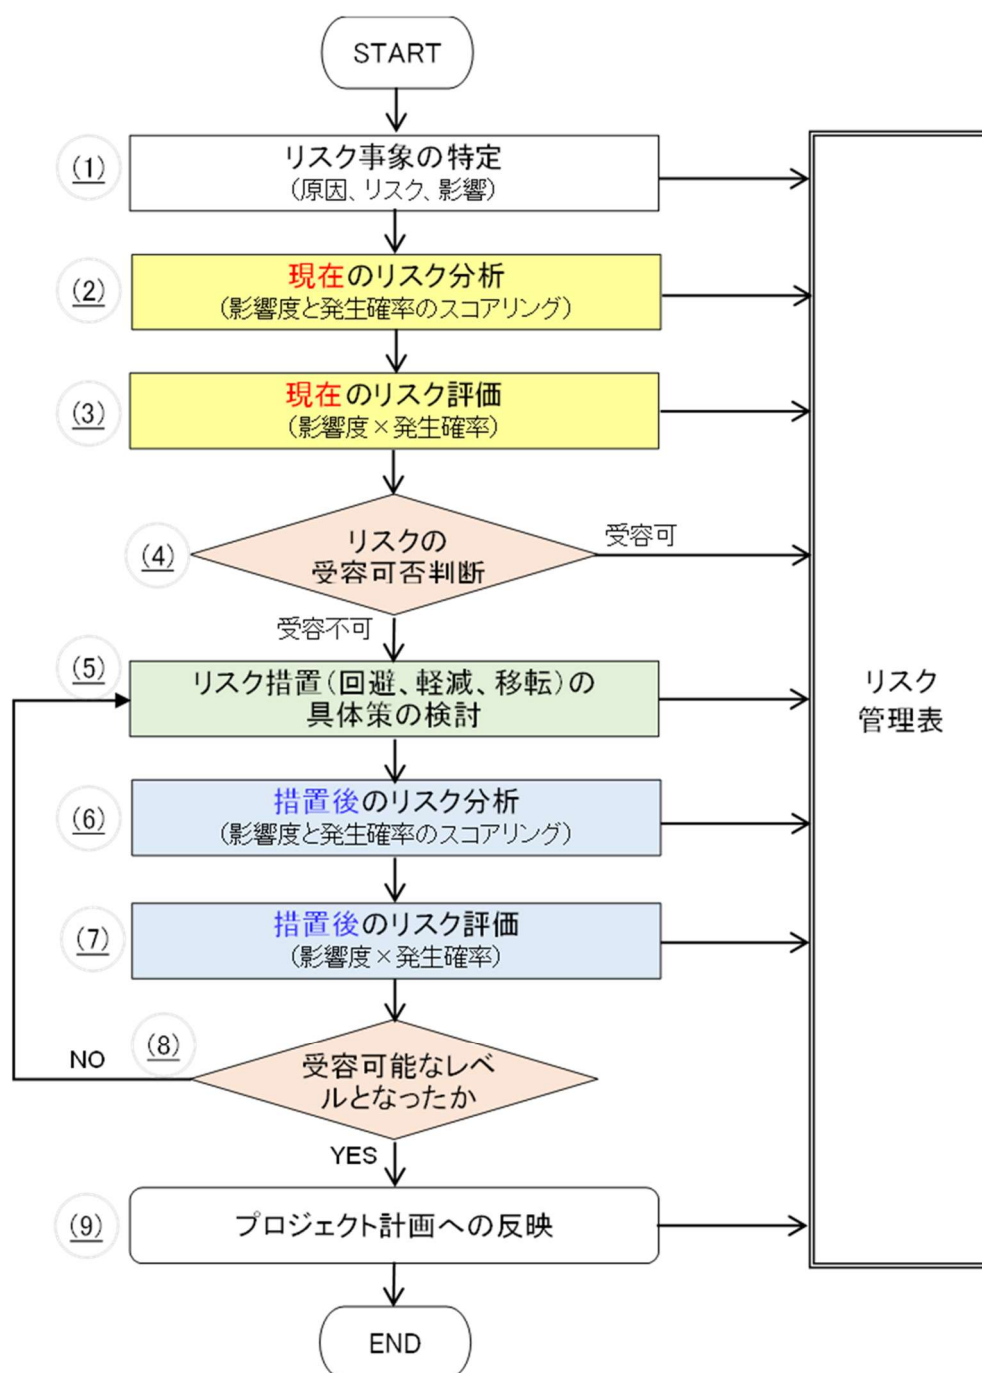 START
(1)
リスク事象の特定
(原因、リスク、影響)
(2)
現在のリスク分析
(影響度と発生確率のスコアリング)
(3)
現在のリスク評価
(影響度×発生確率)
(4)
リスクの
受容可否判断
受容可
受容不可
(5)
リスク措置(回避、軽減、移転)の
具体策の検討
リスク
管理表
(6)
措置後のリスク分析
(影響度と発生確率のスコアリング)
(7)
措置後のリスク評価
(影響度×発生確率)
(8)
NO
受容可能なレベ
ルとなったか
YES
(9)
プロジェクト計画への反映
END